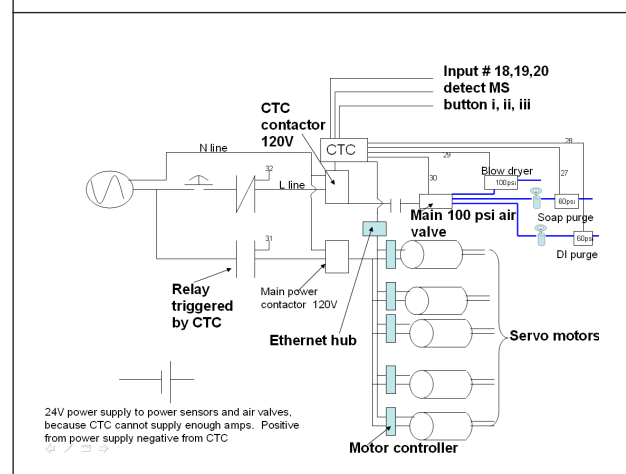 Input # 18,19,20
detect MS
button i, ii, iii
CTC
contactor
120V
CTC
N line
32
L line
28
29
Blow dryer
100psi
27
30
60psi
Main 100 psi air
valve
Soap purge
60psi
DI purge
31
Relay
triggered
by CTC
Main power
contactor 120V
Ethernet hub
Servo motors
24V power supply to power sensors and air valves,
because CTC cannot supply enough amps. Positive
from power supply negative from CTC
Motor controller